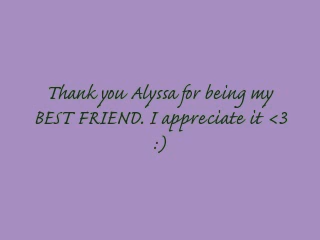 Thank you Alyssa for being my
BEST FRIEND. I appreciate it <3
:)